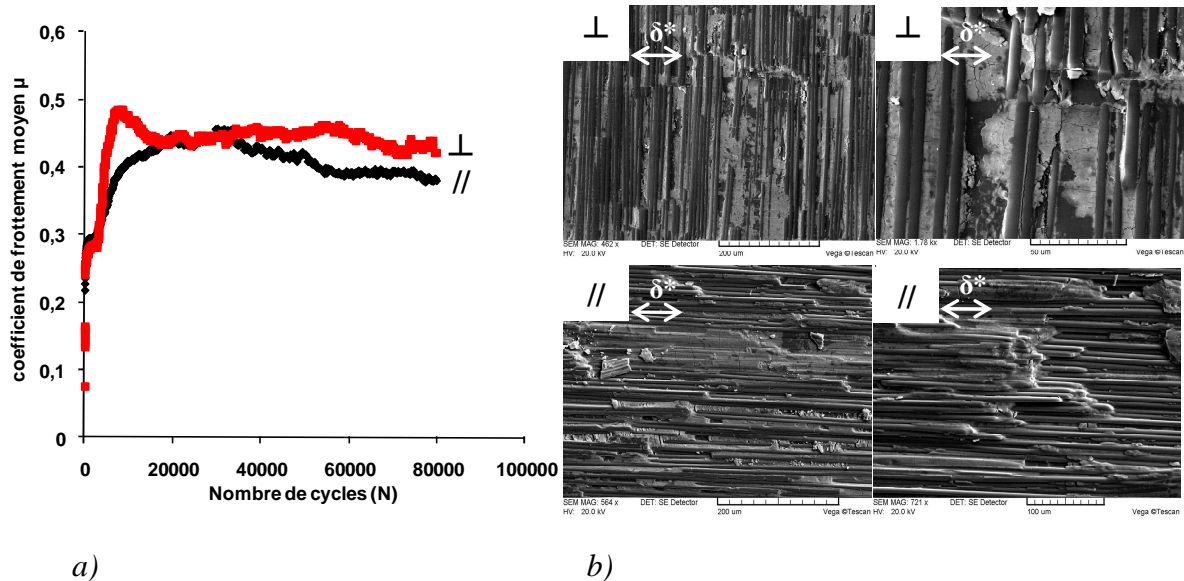 coefficient de frottement moyen µ
0,6
0,5
0,4
0,3
0,2
0,1
0
0 20000 40000 60000 80000 100000
Nombre de cycles (N)
⊥
//
a)
⊥
δ*
SEM MAG: 462 x DET: SE Detector
HV: 20.0 kV 200 um Vega ©Tescan
⊥
δ*
SEM MAG: 1.78 kx DET: SE Detector
HV: 20.0 kV 50 um Vega ©Tescan
//
δ*
SEM MAG: 564 x DET: SE Detector
HV: 20.0 kV 200 um Vega ©Tescan
//
δ*
SEM MAG: 721 x DET: SE Detector
HV: 20.0 kV 100 um Vega ©Tescan
b)